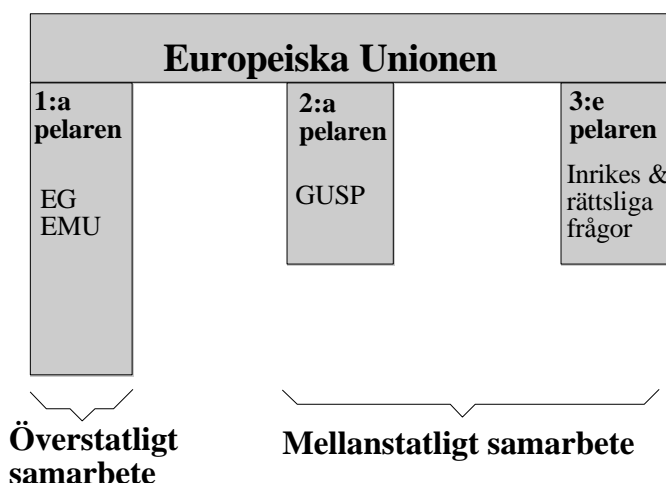 Europeiska Unionen
1:a
pelaren
EG
EMU
2:a
pelaren
GUSP
3:e
pelaren
Inrikes &
rättsliga
frågor
Överstatligt
samarbete
Mellanstatligt samarbete